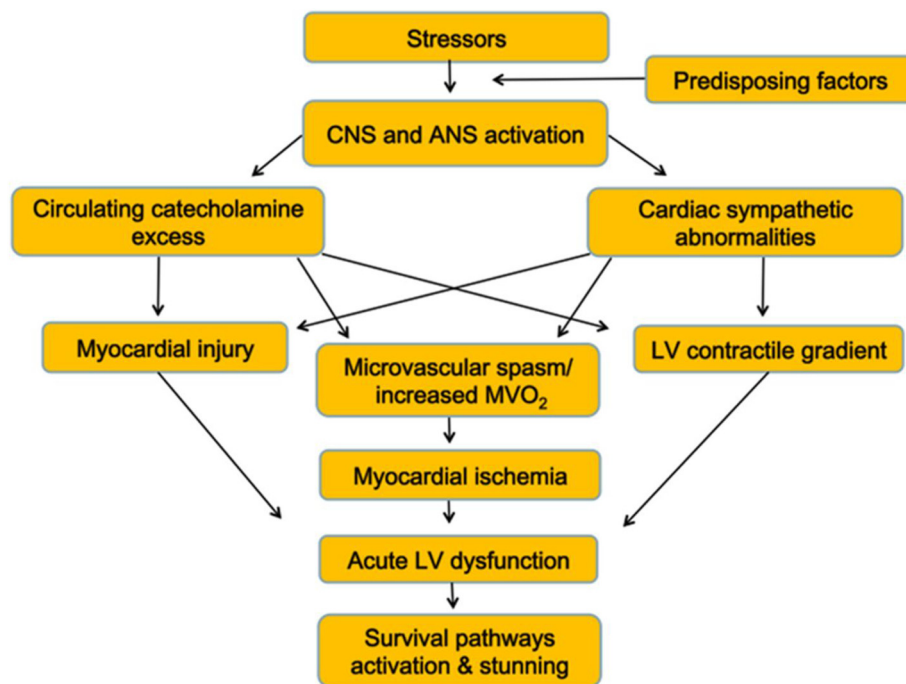 Stressors
Predisposing factors
CNS and ANS activation
Circulating catecholamine
excess
Cardiac sympathetic
abnormalities
Myocardial injury
Microvascular spasm/
increased MVO₂
LV contractile gradient
Myocardial ischemia
Acute LV dysfunction
Survival pathways
activation & stunning